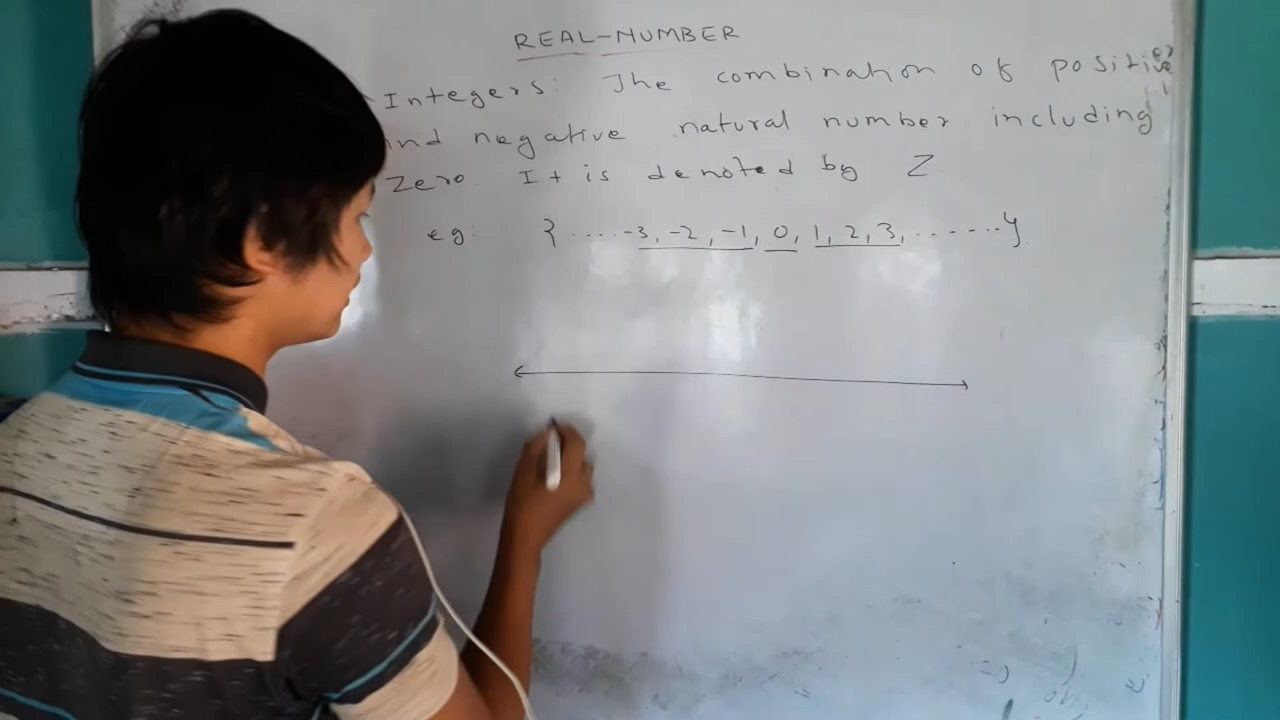 REAL-NUMBER
Integers: The combination of positive
and negative natural number including
Zero. It is denoted by Z.
eg: { .....-3, -2, -1, 0, 1, 2, 3, ....... }